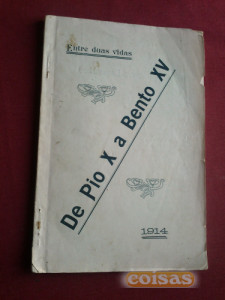 Entre duas vidas
De Pio X a Bento XV
1914
coisas